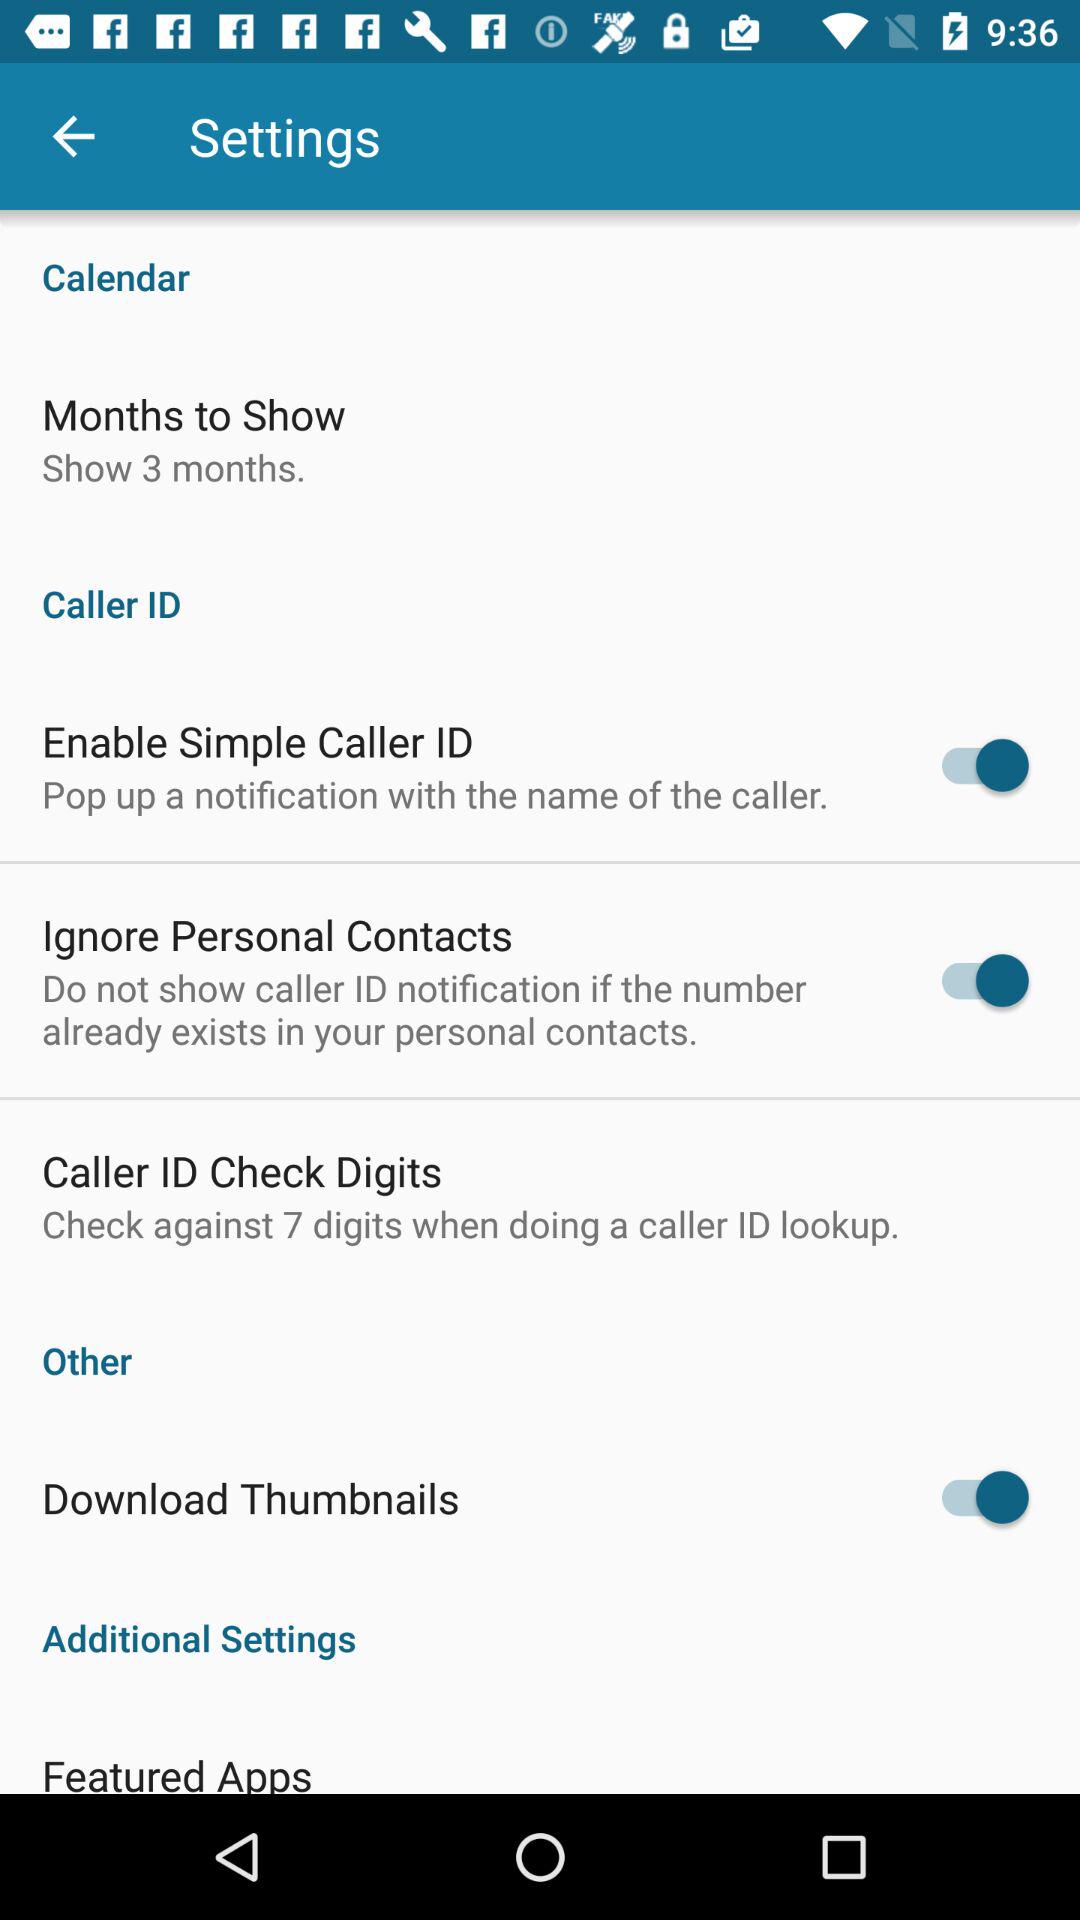 FAKE
9:36
Settings
Calendar
Months to Show
Show 3 months.
Caller ID
Enable Simple Caller ID
Pop up a notification with the name of the caller.
Ignore Personal Contacts
Do not show caller ID notification if the number
already exists in your personal contacts.
Caller ID Check Digits
Check against 7 digits when doing a caller ID lookup.
Other
Download Thumbnails
Additional Settings
Featured Apps